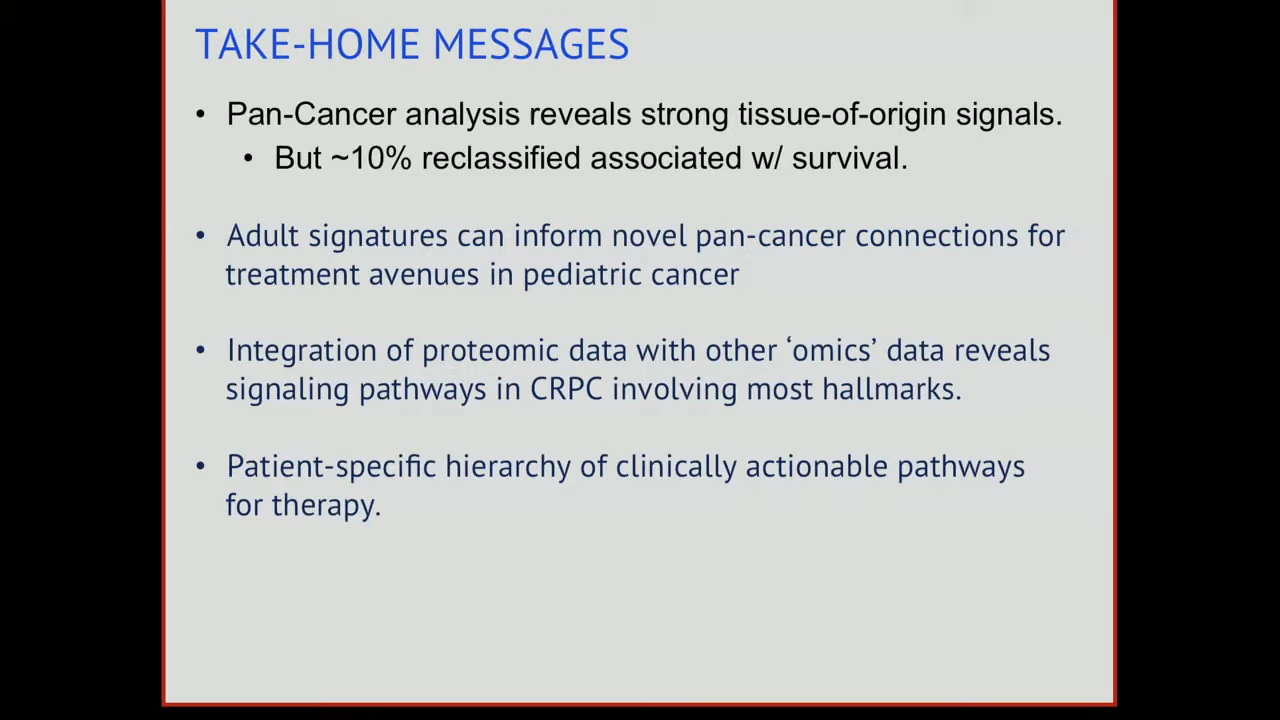 TAKE-HOME MESSAGES
• Pan-Cancer analysis reveals strong tissue-of-origin signals.
• But ~10% reclassified associated w/ survival.
• Adult signatures can inform novel pan-cancer connections for
treatment avenues in pediatric cancer
• Integration of proteomic data with other ‘omics’ data reveals
signaling pathways in CRPC involving most hallmarks.
• Patient-specific hierarchy of clinically actionable pathways
for therapy.